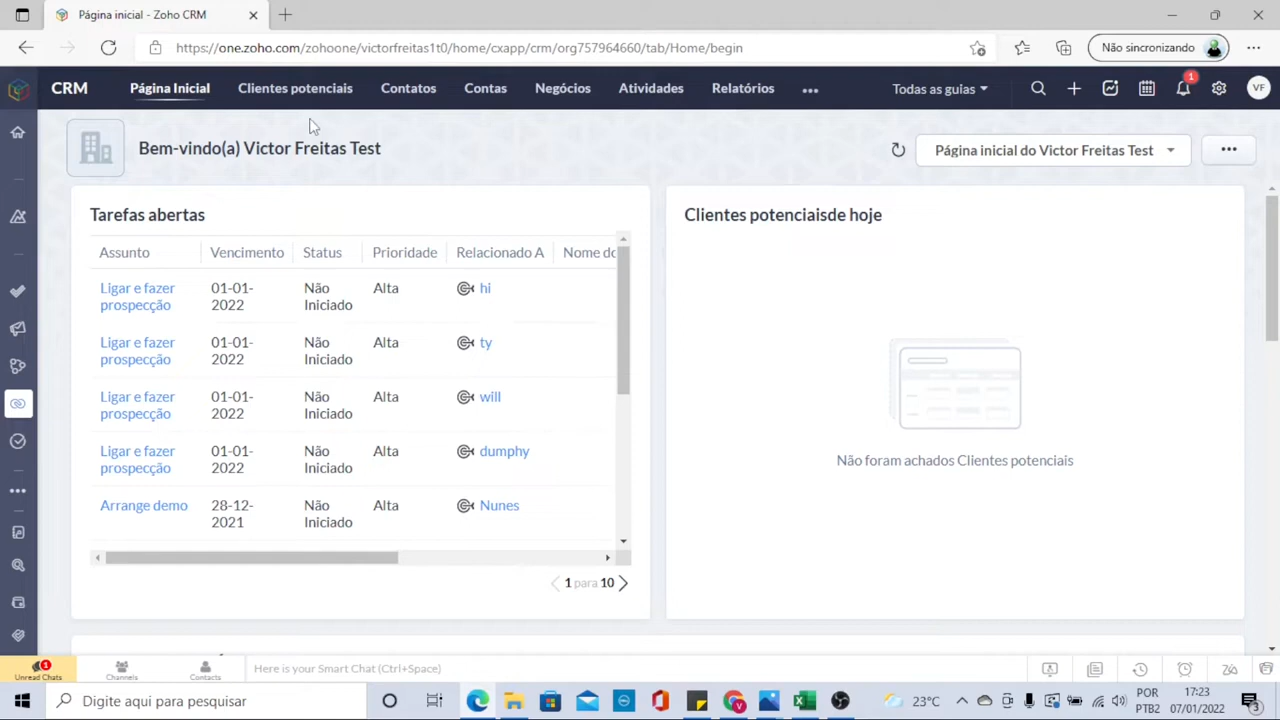 Página inicial - Zoho CRM
https://one.zoho.com/zohoone/victorfreitas1t0/home/cxapp/crm/org757964660/tab/Home/begin
Não sincronizando
CRM Página Inicial Clientes potenciais Contatos Contas Negócios Atividades Relatórios Todas as guias 1 VF
Bem-vindo(a) Victor Freitas Test
Página inicial do Victor Freitas Test
Tarefas abertas
Assunto Vencimento Status Prioridade Relacionado A Nome do
Ligar e fazer prospecção 01-01-2022 Não Iniciado Alta hi
Ligar e fazer prospecção 01-01-2022 Não Iniciado Alta ty
Ligar e fazer prospecção 01-01-2022 Não Iniciado Alta will
Ligar e fazer prospecção 01-01-2022 Não Iniciado Alta dumphy
Arrange demo 28-12-2021 Não Iniciado Alta Nunes
1 para 10
Clientes potenciaisde hoje
Não foram achados Clientes potenciais
1
Unread Chats Channels Contacts Here is your Smart Chat (Ctrl+Space)
Digite aqui para pesquisar
23°C
POR
PTB2
17:23
07/01/2022
3